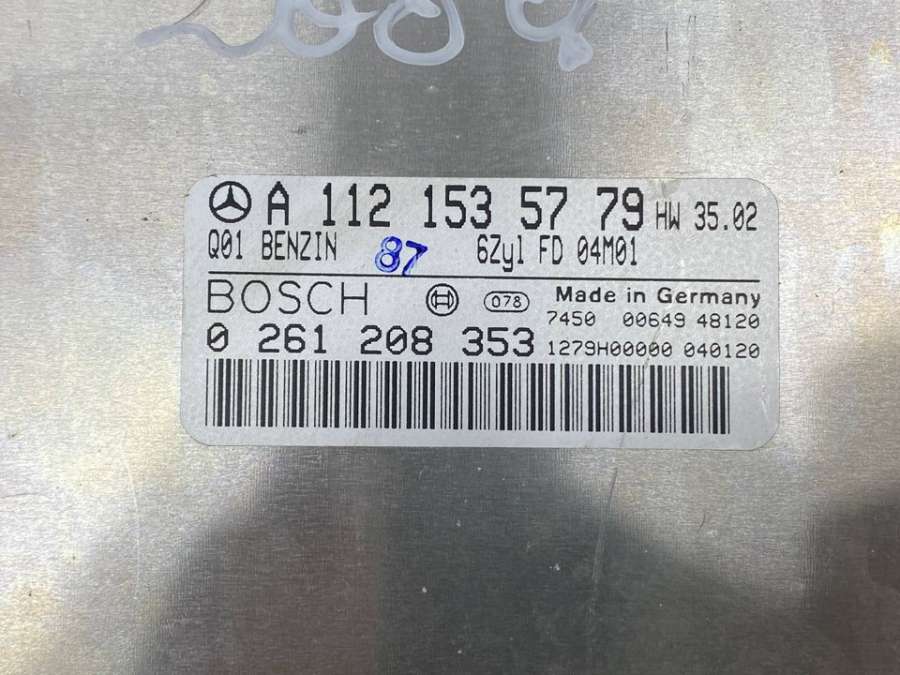 A 112 153 57 79 HW 35.02
Q01 BENZIN 87 6Zyl FD 04M01
BOSCH 078 Made in Germany
7450 00649 48120
0 261 208 353 1279H00000 040120